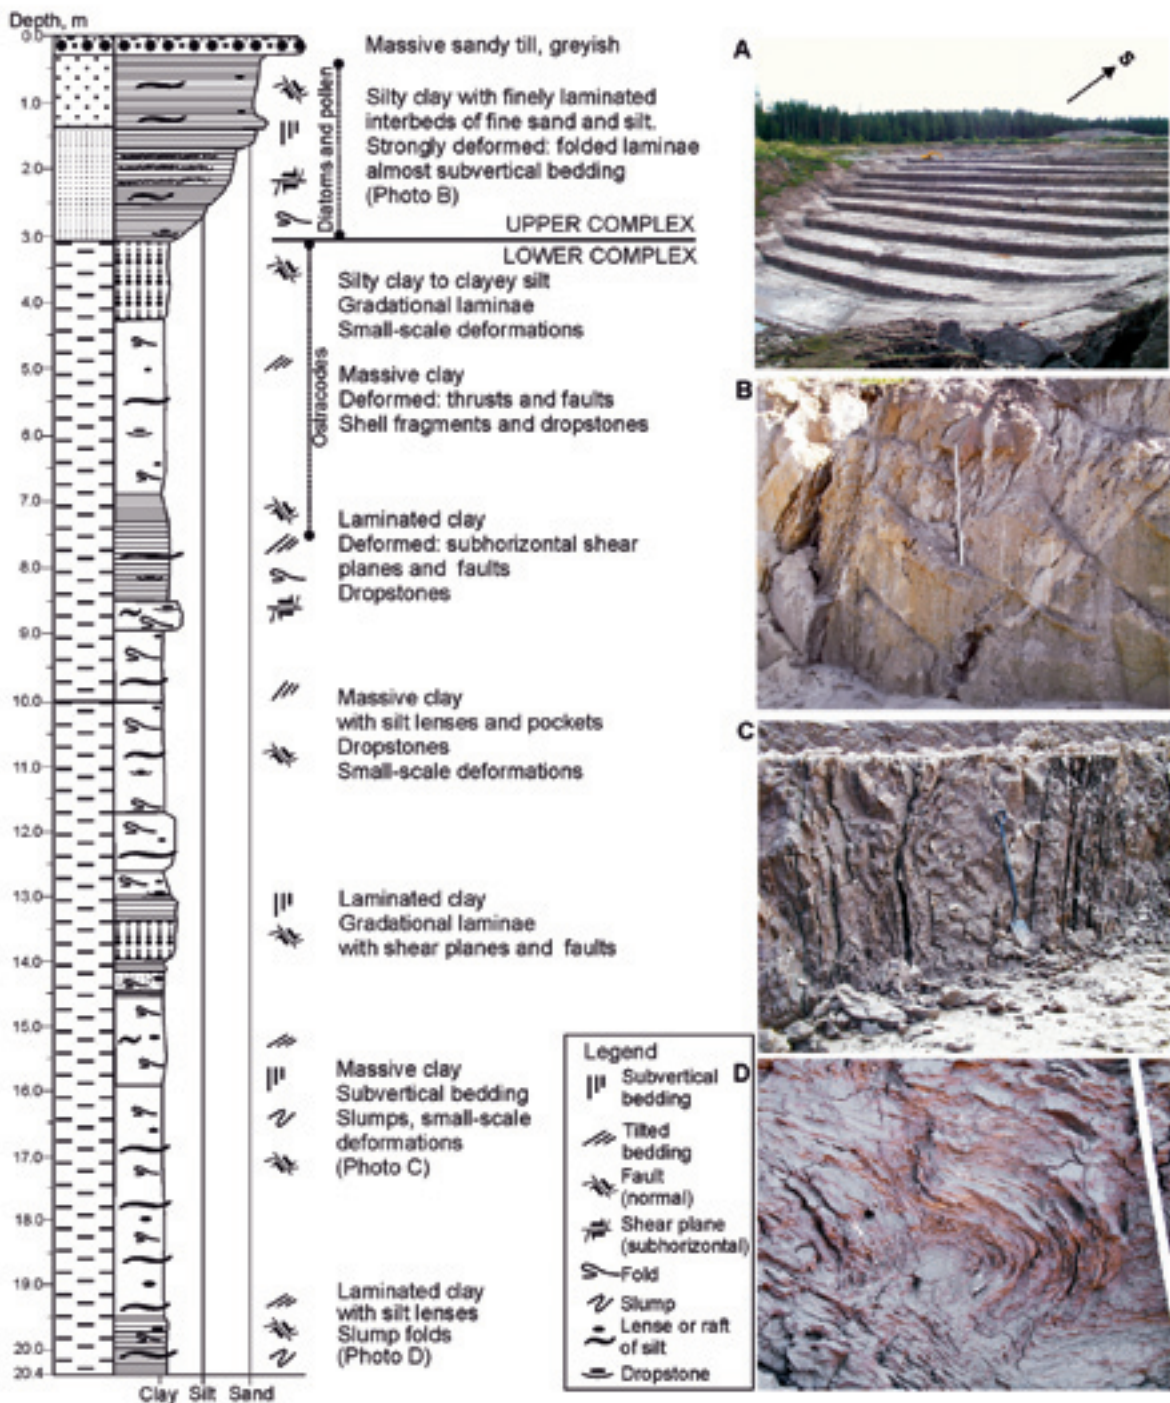 Depth, m
0.0
1.0
2.0
3.0
4.0
5.0
6.0
7.0
8.0
9.0
10.0
11.0
12.0
13.0
14.0
15.0
16.0
17.0
18.0
19.0
20.0
20.4
Clay Silt Sand
Diatoms and pollen
Ostracodes
Massive sandy till, greyish
Silty clay with finely laminated
interbeds of fine sand and silt.
Strongly deformed: folded laminae
almost subvertical bedding
(Photo B)
UPPER COMPLEX
LOWER COMPLEX
Silty clay to clayey silt
Gradational laminae
Small-scale deformations
Massive clay
Deformed: thrusts and faults
Shell fragments and dropstones
Laminated clay
Deformed: subhorizontal shear
planes and faults
Dropstones
Massive clay
with silt lenses and pockets
Dropstones
Small-scale deformations
Laminated clay
Gradational laminae
with shear planes and faults
Massive clay
Subvertical bedding
Slumps, small-scale
deformations
(Photo C)
Laminated clay
with silt lenses
Slump folds
(Photo D)
Legend
Subvertical
bedding
Tilted
bedding
Fault
(normal)
Shear plane
(subhorizontal)
Fold
Slump
Lense or raft
of silt
Dropstone
A
S
B
C
D